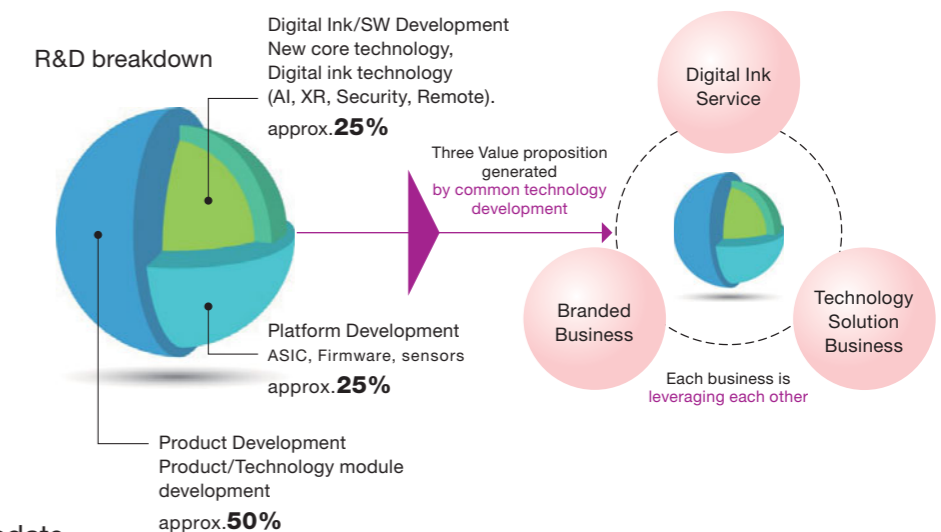 R&D breakdown
Digital Ink/SW Development
New core technology,
Digital ink technology
(AI, XR, Security, Remote).
approx.25%
Platform Development
ASIC, Firmware, sensors
approx.25%
Product Development
Product/Technology module
development
approx.50%
Three Value proposition
generated
by common technology
development
Digital Ink
Service
Branded
Business
Technology
Solution
Business
Each business is
leveraging each other